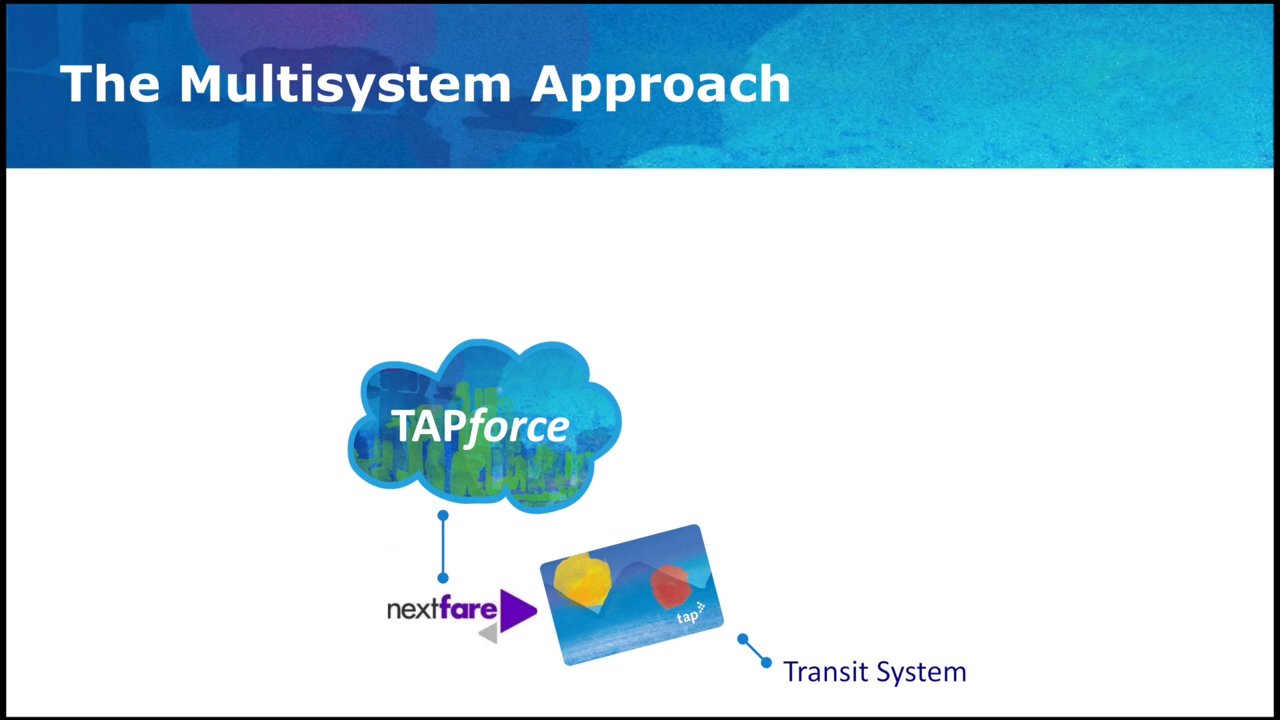 The Multisystem Approach
TAPforce
nextfare
tap
Transit System